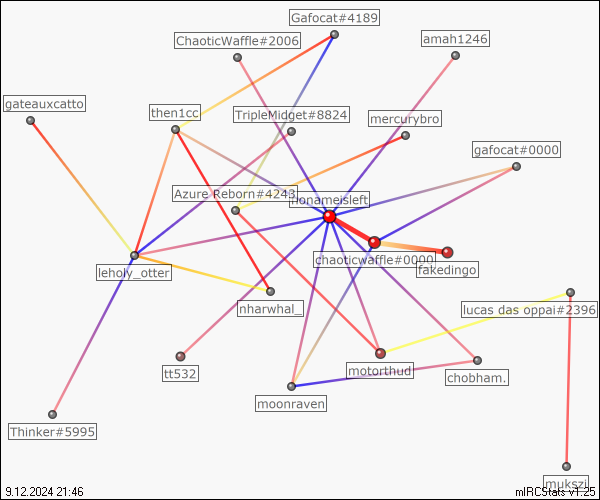 Gafocat#4189
ChaoticWaffle#2006
amah1246
gateauxcatto
then1cc
TripleMidget#8824
mercurybro
gafocat#0000
Azure Reborn#4243
nonameisleft
chaoticwaffle#0000
fakedingo
leholy_otter
nharwhal_
lucas das oppai#2396
tt532
motorthud
chobham.
moonraven
Thinker#5995
mukszi
9.12.2024 21:46
mIRCStats v1.25